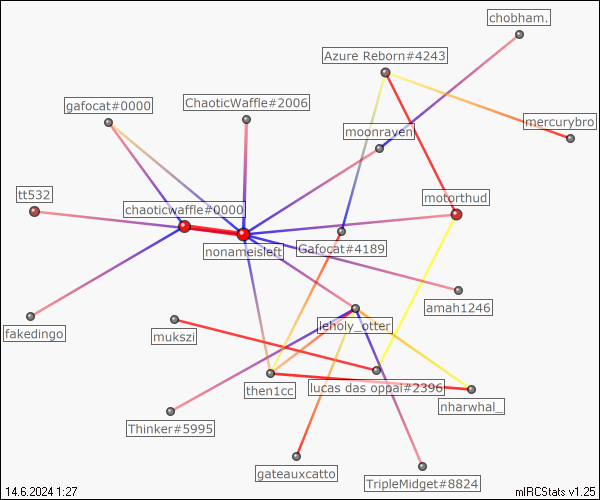 chobham.
Azure Reborn#4243
gafocat#0000
ChaoticWaffle#2006
moonraven
mercurybro
tt532
chaoticwaffle#0000
motorthud
nonameisleft
Gafocat#4189
amah1246
fakedingo
mukszi
leholy_otter
then1cc
lucas das oppai#2396
nharwhal_
Thinker#5995
gateauxcatto
TripleMidget#8824
14.6.2024 1:27
mIRCStats v1.25